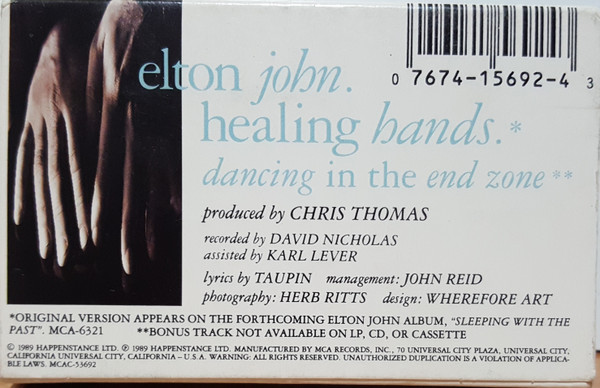 0 7674-15692-4 3
elton john.
healing hands.*
dancing in the end zone**
produced by CHRIS THOMAS
recorded by DAVID NICHOLAS
assisted by KARL LEVER
lyrics by TAUPIN management: JOHN REID
photography: HERB RITTS design: WHEREFORE ART
*ORIGINAL VERSION APPEARS ON THE FORTHCOMING ELTON JOHN ALBUM, "SLEEPING WITH THE
PAST". MCA-6321 **BONUS TRACK NOT AVAILABLE ON LP, CD, OR CASSETTE
© 1989 HAPPENSTANCE LTD. ℗ 1989 HAPPENSTANCE LTD. MANUFACTURED BY MCA RECORDS, INC., 70 UNIVERSAL CITY PLAZA, UNIVERSAL CITY,
CALIFORNIA UNIVERSAL CITY, CALIFORNIA – U.S.A. WARNING: ALL RIGHTS RESERVED. UNAUTHORIZED DUPLICATION IS A VIOLATION OF APPLICA-
BLE LAWS. MCAC-53692